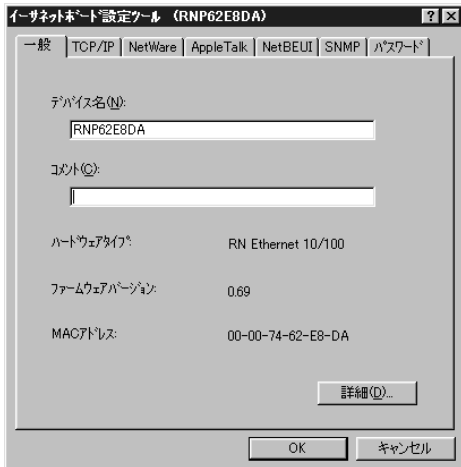 イーサネットボード設定ツール (RNP62E8DA)
一般 TCP/IP NetWare AppleTalk NetBEUI SNMP パスワード
デバイス名(N):
RNP62E8DA
コメント(C):
ハードウェアタイプ: RN Ethernet 10/100
ファームウェアバージョン: 0.69
MACアドレス: 00-00-74-62-E8-DA
詳細(D)...
OK キャンセル